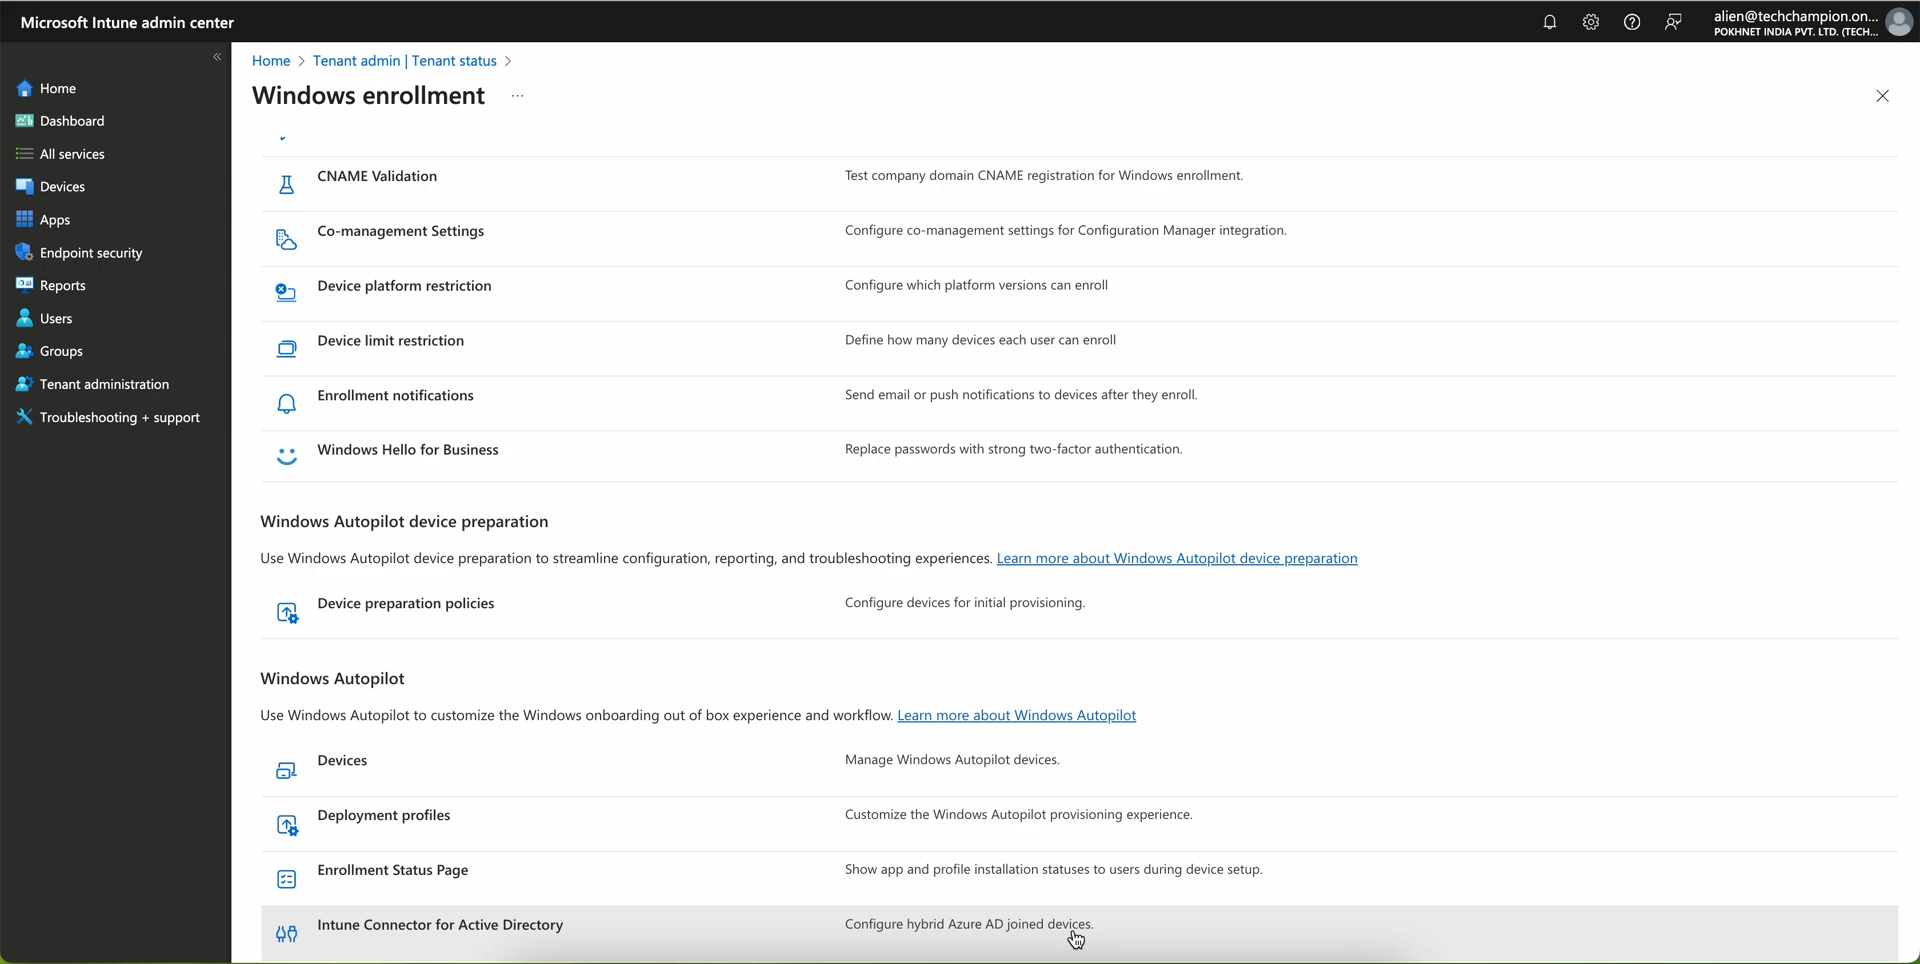 Microsoft Intune admin center
alien@techchampion.on...
POKHNET INDIA PVT. LTD. (TECH...
Home
Dashboard
All services
Devices
Apps
Endpoint security
Reports
Users
Groups
Tenant administration
Troubleshooting + support
Home > Tenant admin | Tenant status >
Windows enrollment ...
CNAME Validation Test company domain CNAME registration for Windows enrollment.
Co-management Settings Configure co-management settings for Configuration Manager integration.
Device platform restriction Configure which platform versions can enroll
Device limit restriction Define how many devices each user can enroll
Enrollment notifications Send email or push notifications to devices after they enroll.
Windows Hello for Business Replace passwords with strong two-factor authentication.
Windows Autopilot device preparation
Use Windows Autopilot device preparation to streamline configuration, reporting, and troubleshooting experiences. Learn more about Windows Autopilot device preparation
Device preparation policies Configure devices for initial provisioning.
Windows Autopilot
Use Windows Autopilot to customize the Windows onboarding out of box experience and workflow. Learn more about Windows Autopilot
Devices Manage Windows Autopilot devices.
Deployment profiles Customize the Windows Autopilot provisioning experience.
Enrollment Status Page Show app and profile installation statuses to users during device setup.
Intune Connector for Active Directory Configure hybrid Azure AD joined devices.